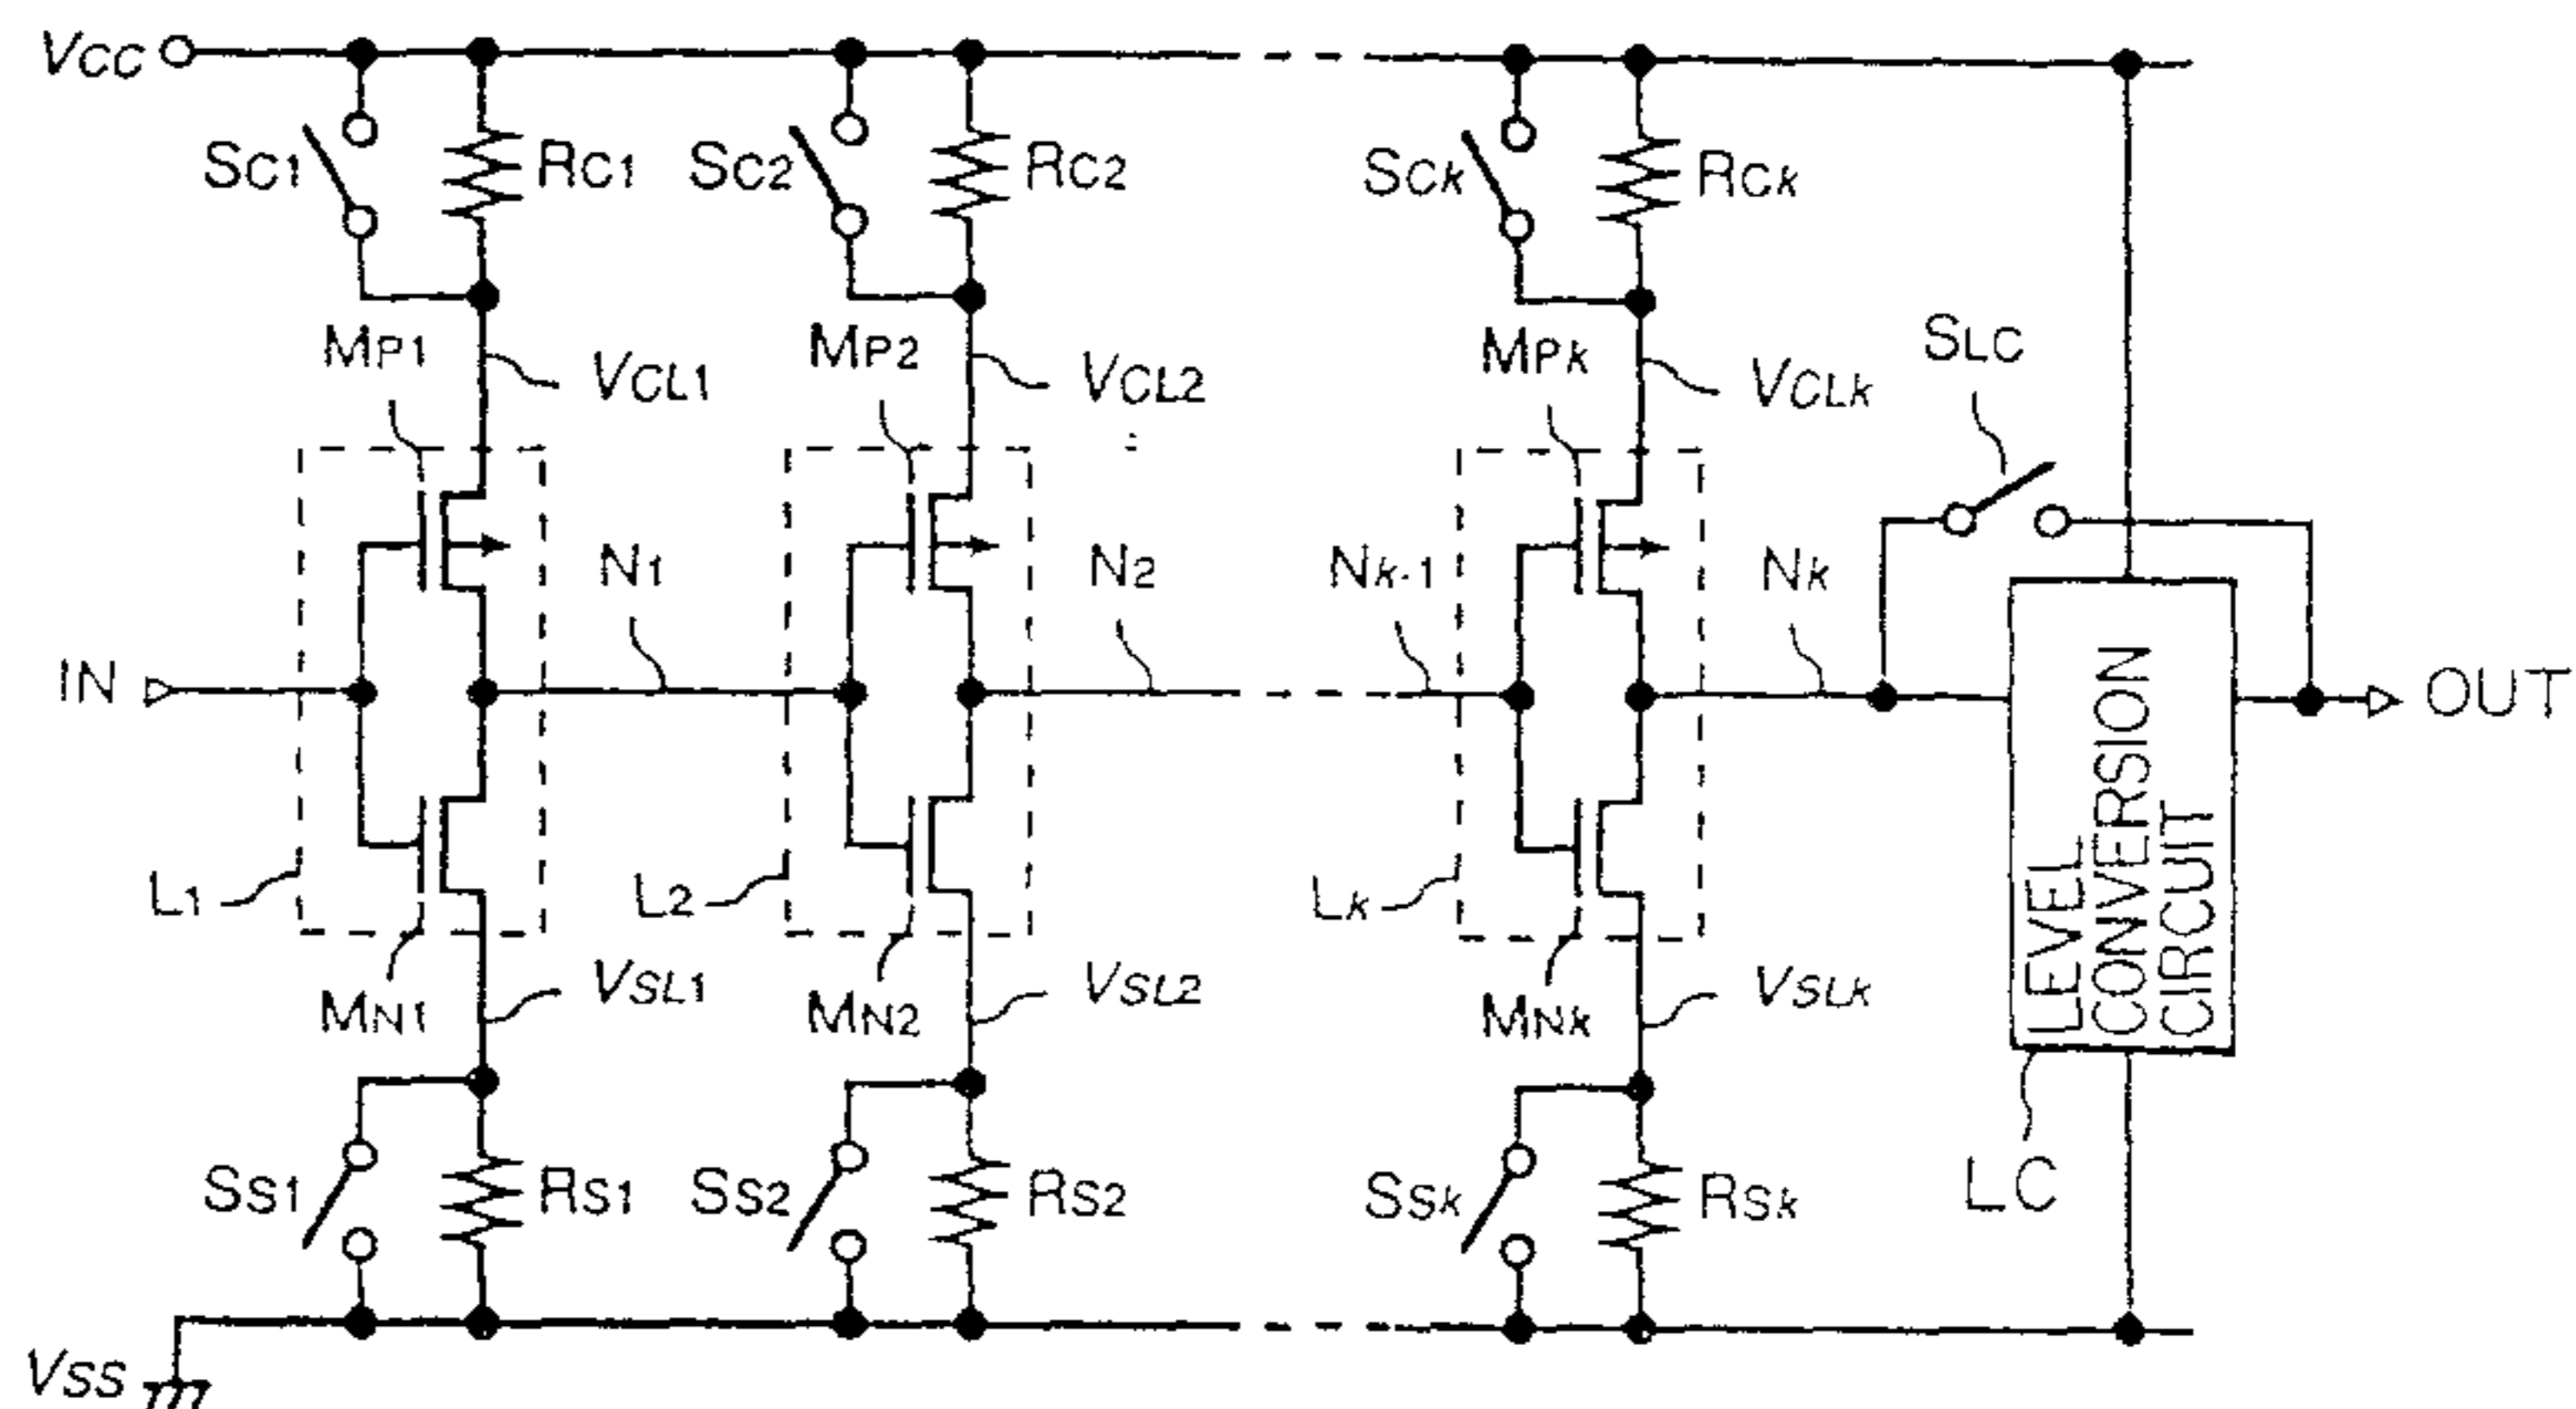 VCC
SC1 RC1 SC2 RC2 SCk RCk
MP1 VCL1 MP2 VCL2 MPk VCLk SLC
IN N1 N2 Nk-1 Nk OUT
LEVEL
CONVERSION
CIRCUIT
L1 L2 Lk
MN1 VSL1 MN2 VSL2 MNk VSLk
SS1 RS1 SS2 RS2 SSk RSk LC
VSS